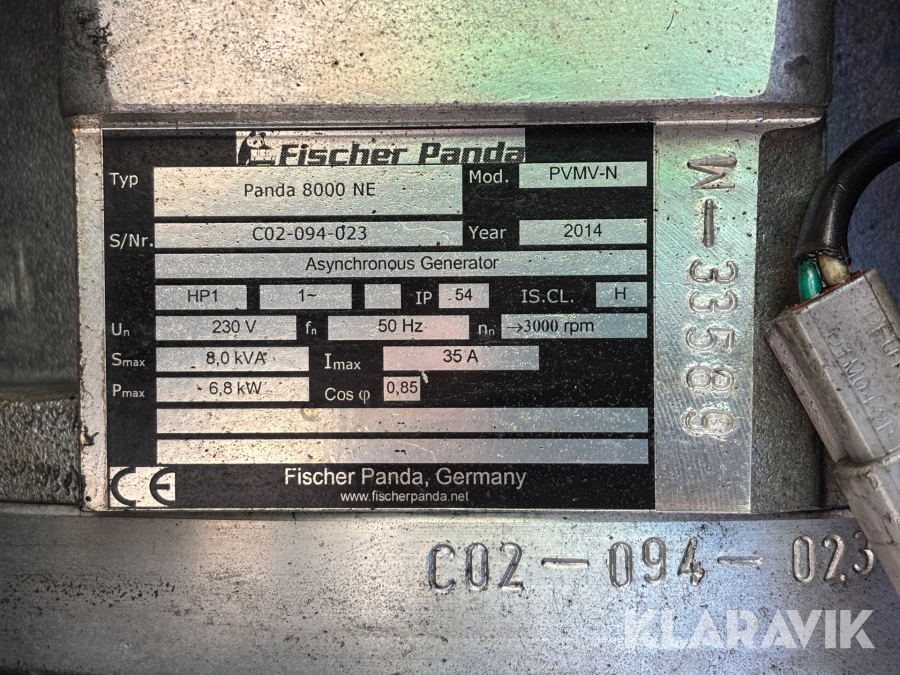 Fischer Panda
Typ Panda 8000 NE Mod. PVMV-N
S/Nr. C02-094-023 Year 2014
Asynchronous Generator
HP1 1~ IP 54 IS.CL. H
Un 230 V fn 50 Hz nn →3000 rpm
Smax 8,0 kVA Imax 35 A
Pmax 6,8 kW Cos φ 0,85
--
CE Fischer Panda, Germany
www.fischerpanda.net
W-33589
C02-094-023
KLARAVIK